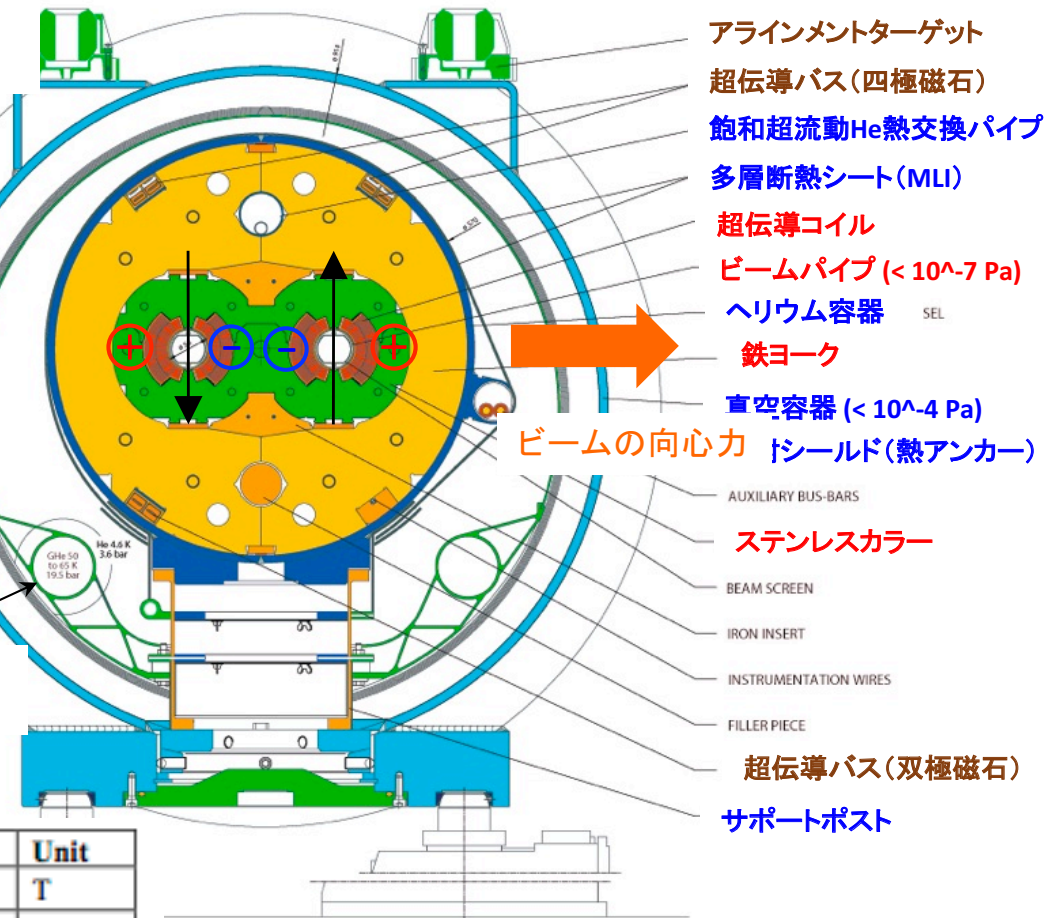 アラインメントターゲット
超伝導バス（四極磁石）
飽和超流動He熱交換パイプ
多層断熱シート（MLI）
超伝導コイル
ビームパイプ (< 10^-7 Pa)
ヘリウム容器
SEL
鉄ヨーク
真空容器 (< 10^-4 Pa)
ビームの向心力
シールド（熱アンカー）
AUXILIARY BUS-BARS
ステンレスカラー
BEAM SCREEN
IRON INSERT
INSTRUMENTATION WIRES
FILLER PIECE
超伝導バス（双極磁石）
サポートポスト
+ - - +
ø 570
He 4.6 K
3.6 bar
GHe 50
to 65 K
19.5 bar
Unit
T